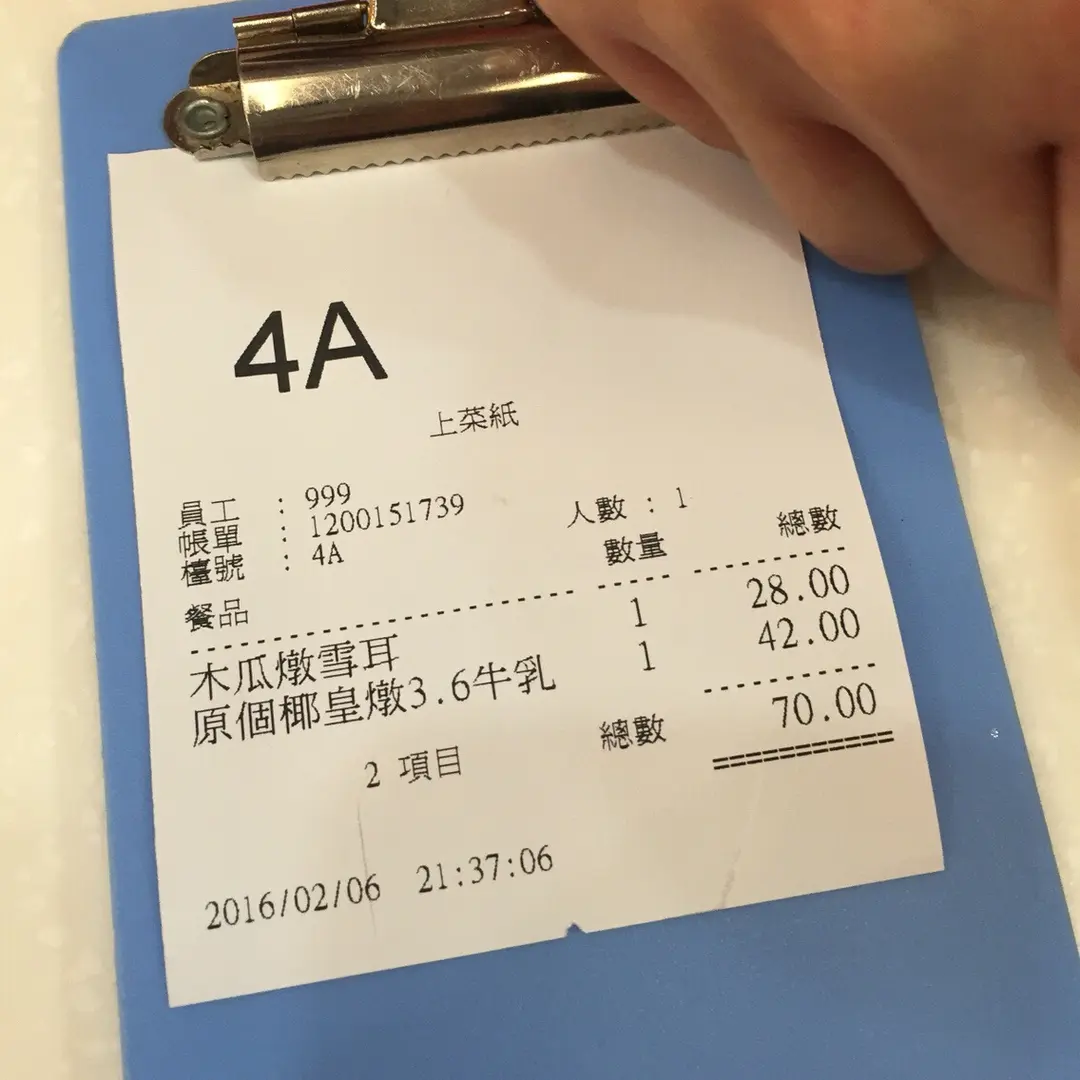 4A
上菜紙
員工 : 999
帳單 : 1200151739 人數 : 1
檯號 : 4A
餐品 數量 總數
木瓜燉雪耳 1 28.00
原個椰皇燉3.6牛乳 1 42.00
2 項目 總數 70.00
2016/02/06 21:37:06